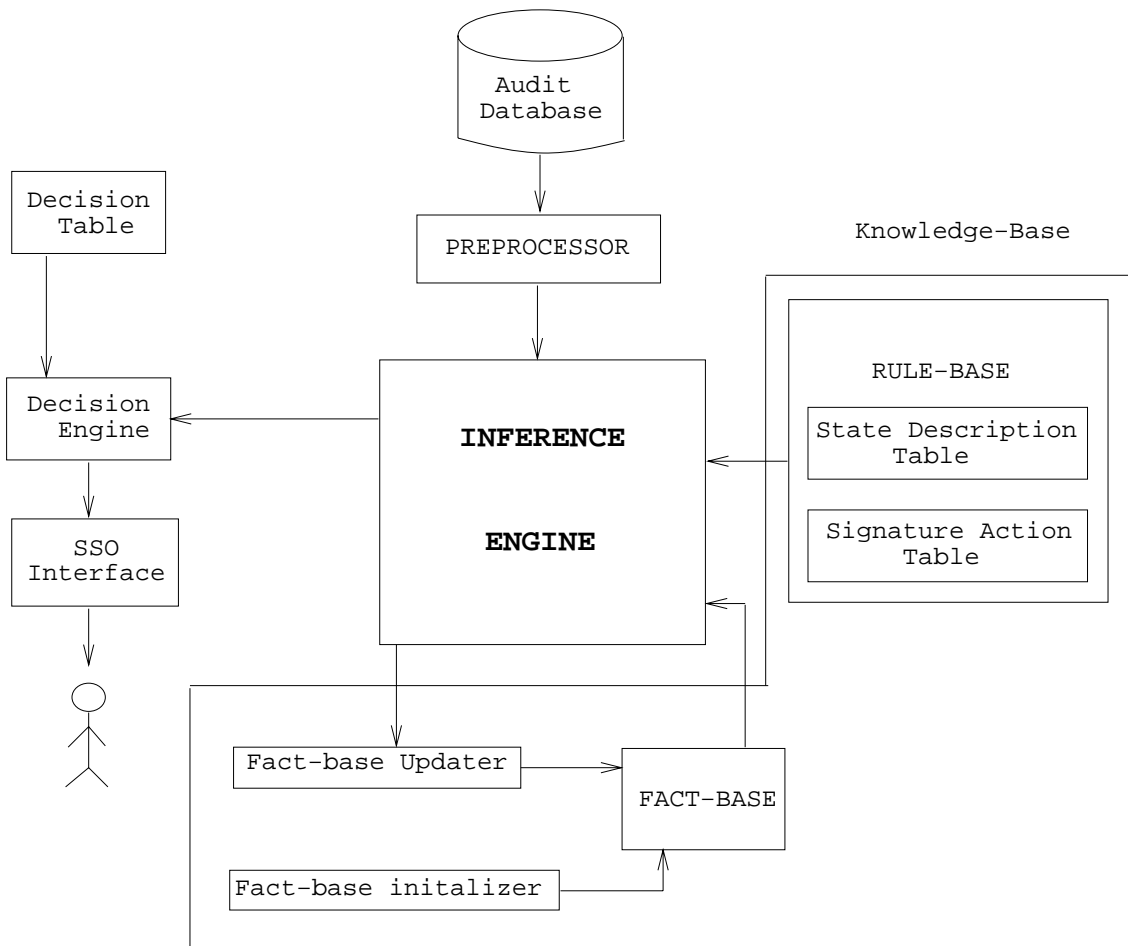 Audit
Database
Decision
Table
PREPROCESSOR
Knowledge-Base
RULE-BASE
Decision
Engine
INFERENCE
ENGINE
State Description
Table
Signature Action
Table
SSO
Interface
Fact-base Updater
FACT-BASE
Fact-base initalizer